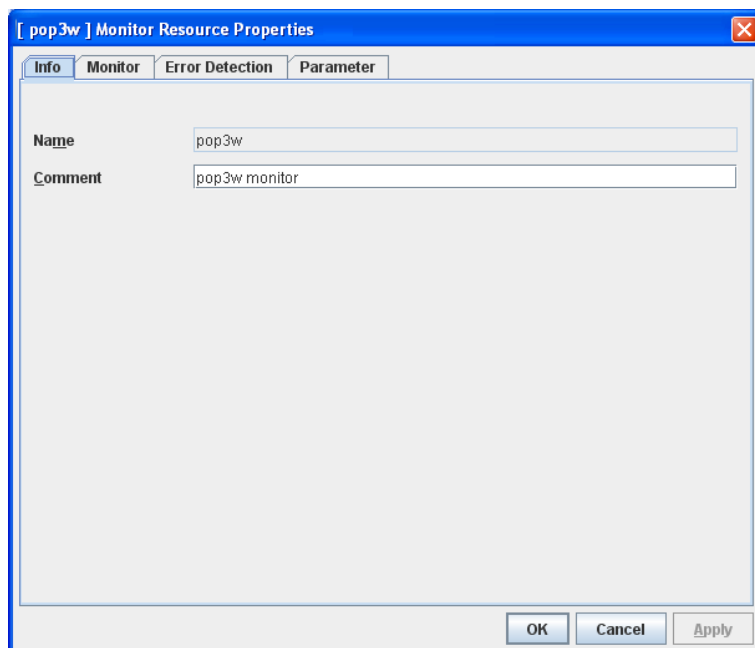 [ pop3w ] Monitor Resource Properties
Info Monitor Error Detection Parameter
Name pop3w
Comment pop3w monitor
OK Cancel Apply